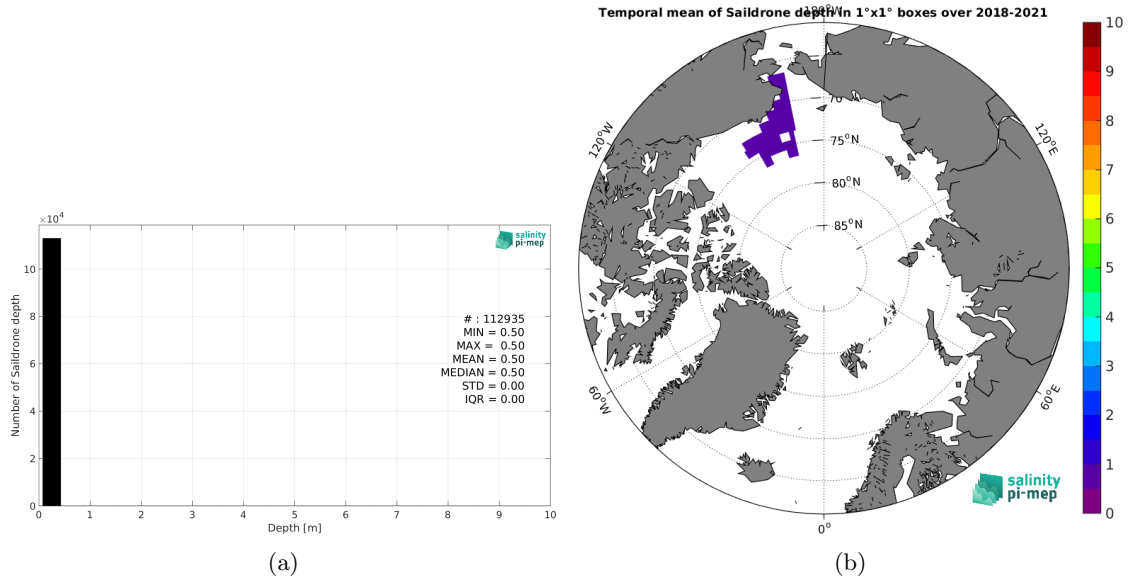 Temporal mean of Saildrone depth in 1°x1° boxes over 2018-2021
180°W
10
9
8
7
6
5
4
3
2
1
0
120°W
120°E
70
75°N
80°N
85°N
60°W
60°E
0°
salinity
pi-mep
×10⁴
10
8
6
4
2
0
Number of Saildrone depth
salinity
pi-mep
# : 112935
MIN = 0.50
MAX = 0.50
MEAN = 0.50
MEDIAN = 0.50
STD = 0.00
IQR = 0.00
0 1 2 3 4 5 6 7 8 9 10
Depth [m]
(a)
(b)